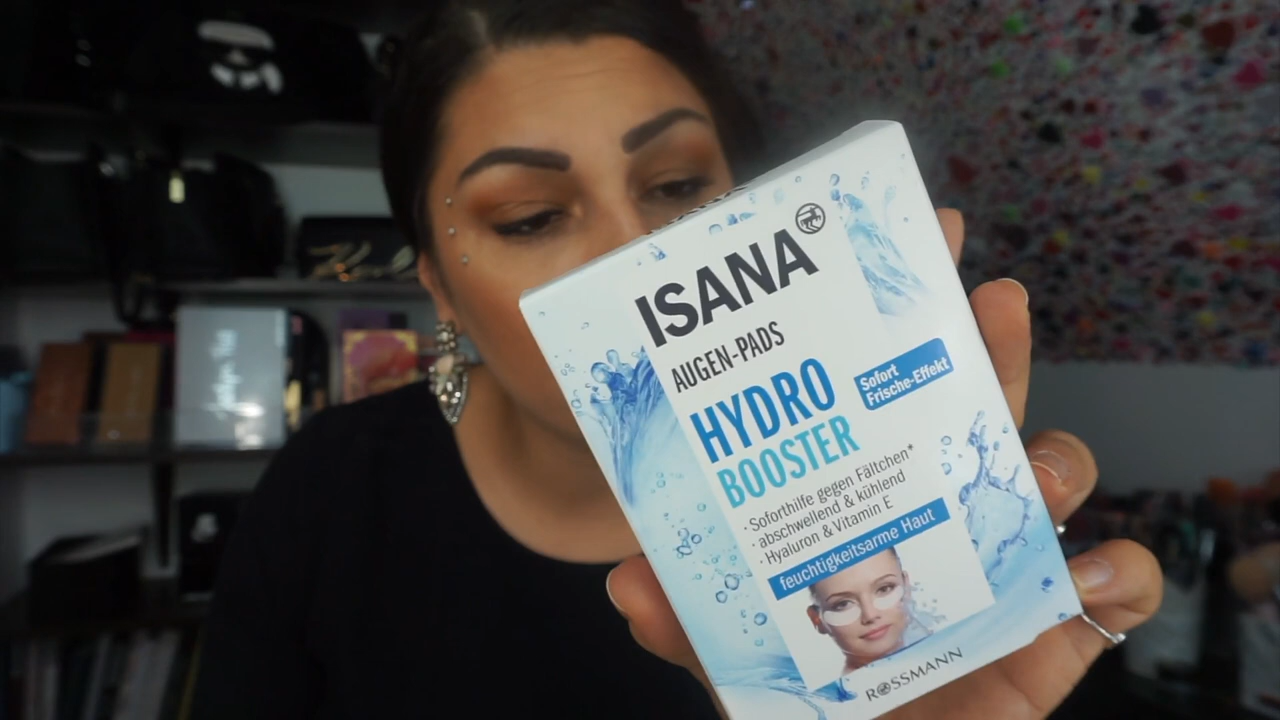 ISANA
AUGEN-PADS
HYDRO
BOOSTER
Sofort
Frische-Effekt
· Soforthilfe gegen Fältchen*
· abschwellend & kühlend
· Hyaluron & Vitamin E
feuchtigkeitsarme Haut
ROSSMANN